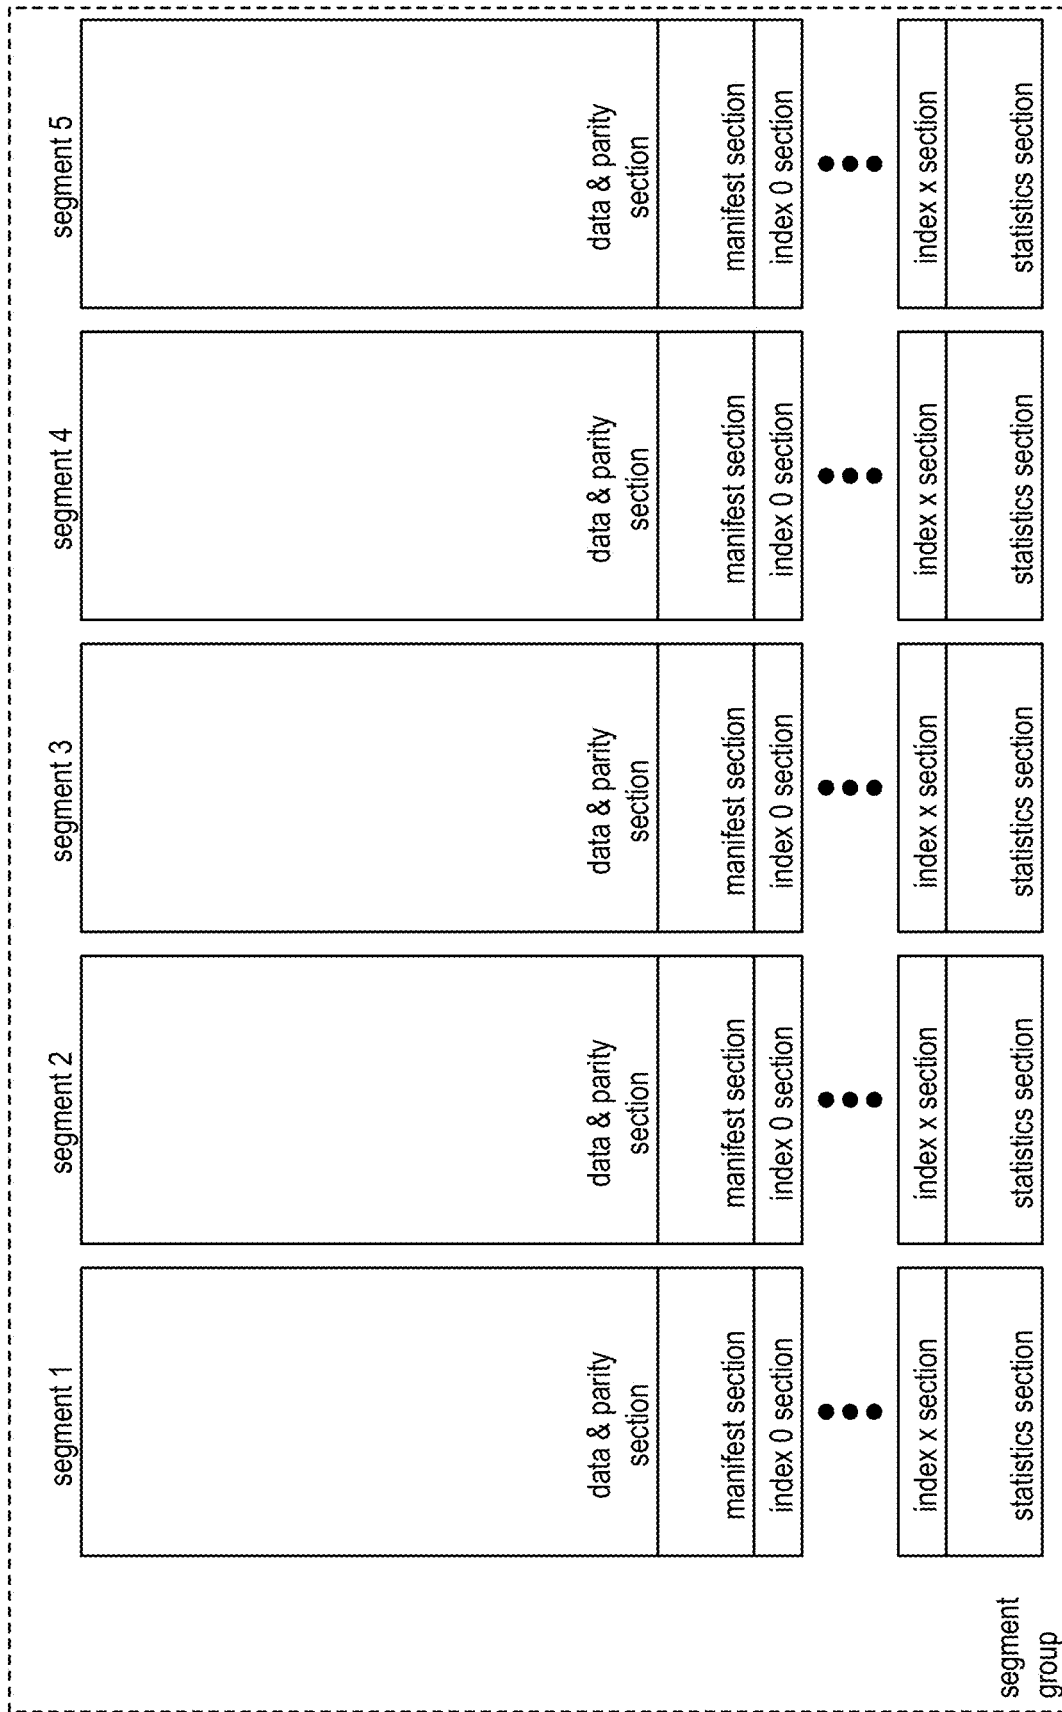 segment 1
data & parity
section
manifest section
index 0 section
index x section
statistics section
segment 2
data & parity
section
manifest section
index 0 section
index x section
statistics section
segment 3
data & parity
section
manifest section
index 0 section
index x section
statistics section
segment 4
data & parity
section
manifest section
index 0 section
index x section
statistics section
segment 5
data & parity
section
manifest section
index 0 section
index x section
statistics section
segment
group